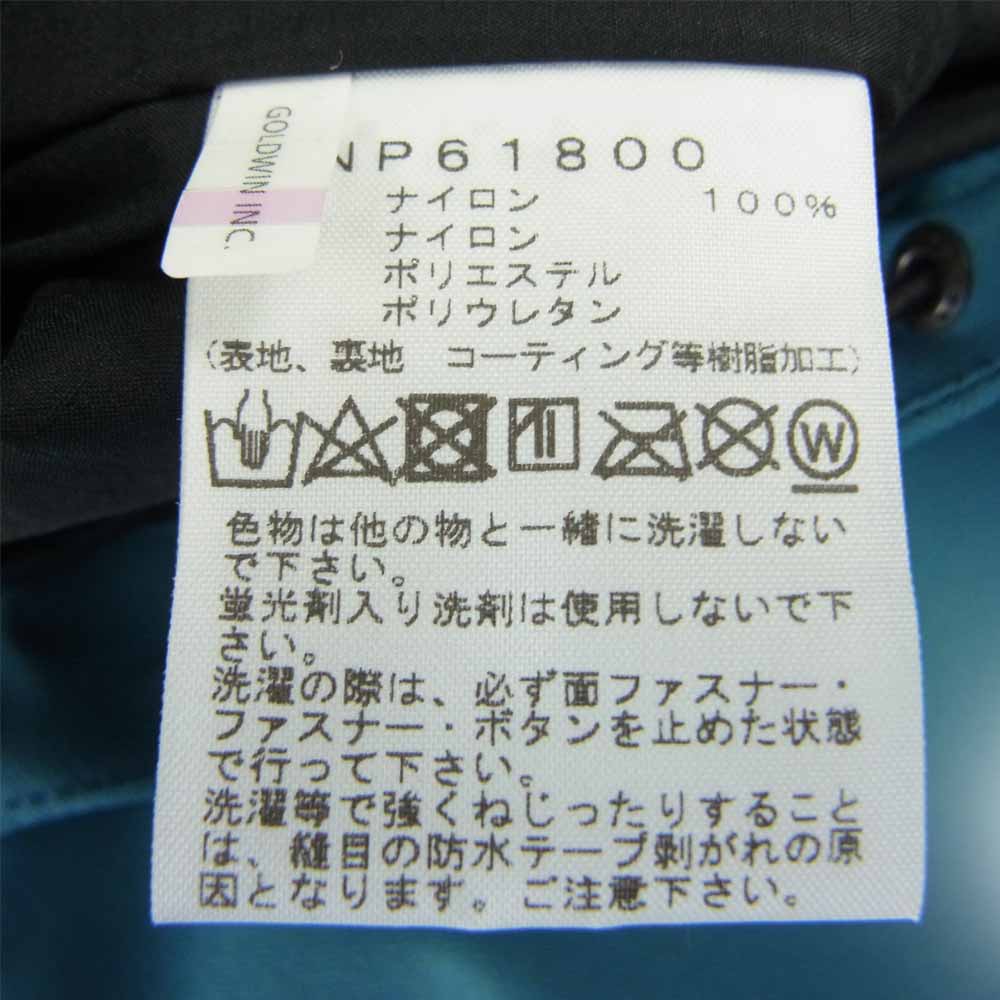 GOLDWIN INC.
NP61800
ナイロン 100%
ナイロン
ポリエステル
ポリウレタン
(表地、裏地 コーティング等樹脂加工)
W
色物は他の物と一緒に洗濯しない
で下さい。
蛍光剤入り洗剤は使用しないで下
さい。
洗濯の際は、必ず面ファスナー・
ファスナー・ボタンを止めた状態
で行って下さい。
洗濯等で強くねじったりすること
は、縫目の防水テープ剥がれの原
因となります。ご注意下さい。